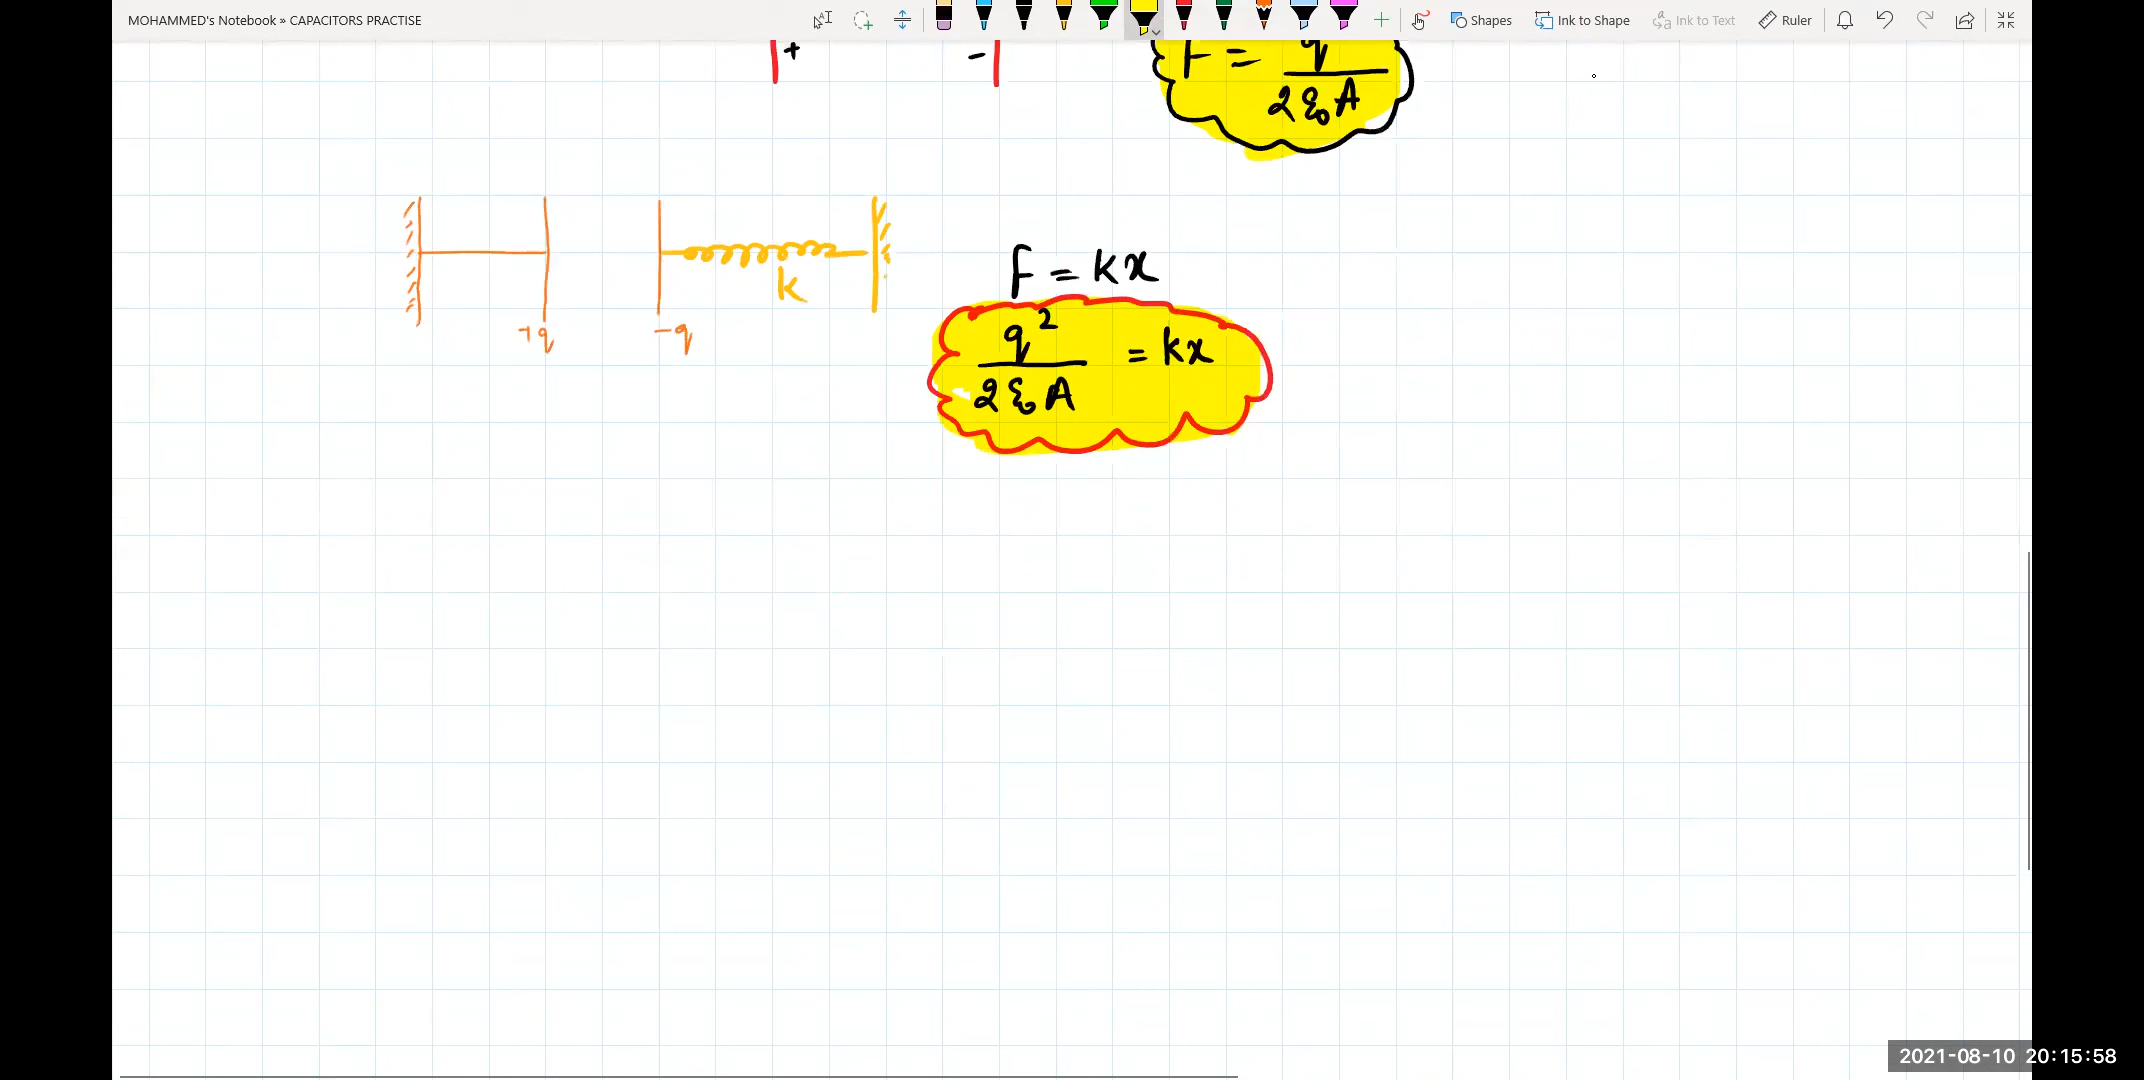 MOHAMMED's Notebook » CAPACITORS PRACTISE
Shapes Ink to Shape Ink to Text Ruler
+ -
F = q / 2ε₀A
k
+q -q
F = kx
q² / 2ε₀A = kx
2021-08-10 20:15:58